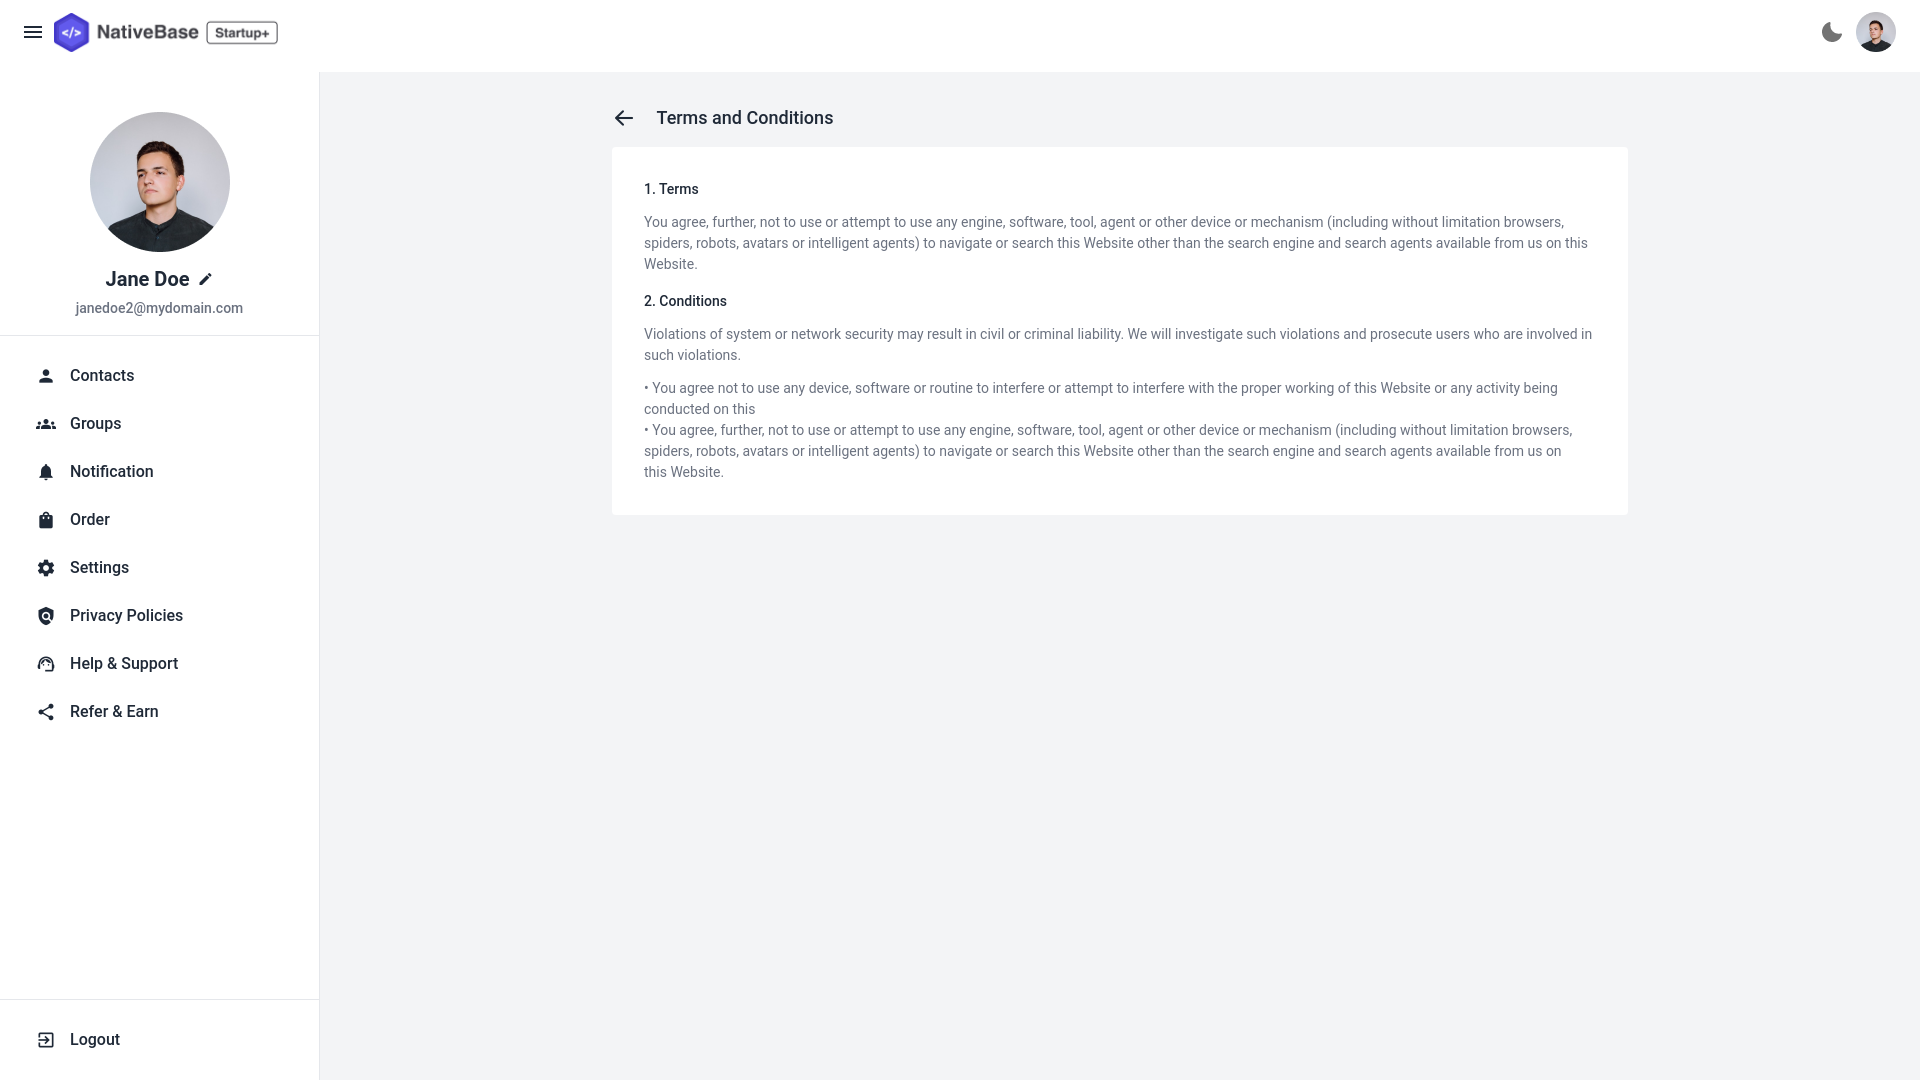 </> NativeBase Startup+
Jane Doe
janedoe2@mydomain.com
Contacts
Groups
Notification
Order
Settings
Privacy Policies
Help & Support
Refer & Earn
Logout
Terms and Conditions
1. Terms
You agree, further, not to use or attempt to use any engine, software, tool, agent or other device or mechanism (including without limitation browsers,
spiders, robots, avatars or intelligent agents) to navigate or search this Website other than the search engine and search agents available from us on this
Website.
2. Conditions
Violations of system or network security may result in civil or criminal liability. We will investigate such violations and prosecute users who are involved in
such violations.
• You agree not to use any device, software or routine to interfere or attempt to interfere with the proper working of this Website or any activity being
conducted on this
• You agree, further, not to use or attempt to use any engine, software, tool, agent or other device or mechanism (including without limitation browsers,
spiders, robots, avatars or intelligent agents) to navigate or search this Website other than the search engine and search agents available from us on
this Website.